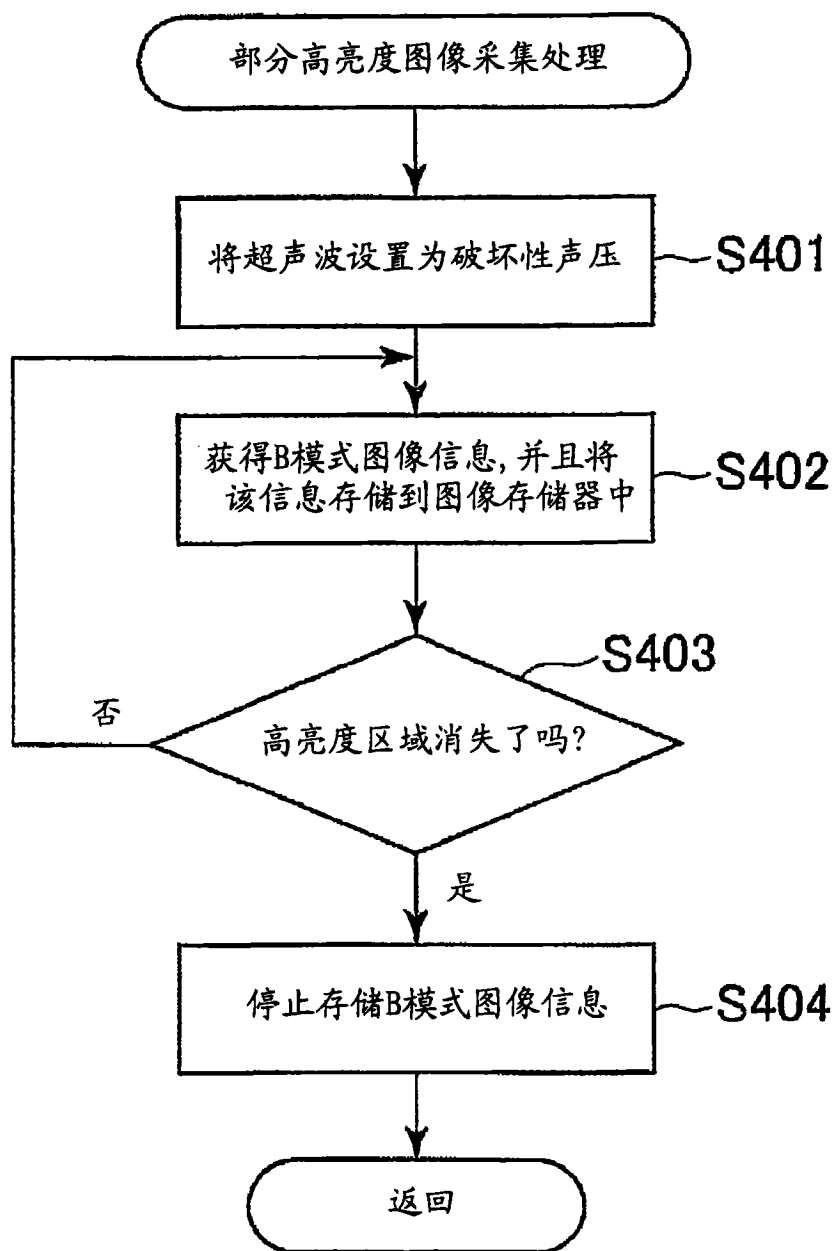 部分高亮度图像采集处理
将超声波设置为破坏性声压
S401
获得B模式图像信息,并且将
该信息存储到图像存储器中
S402
S403
高亮度区域消失了吗?
否
是
停止存储B模式图像信息
S404
返回